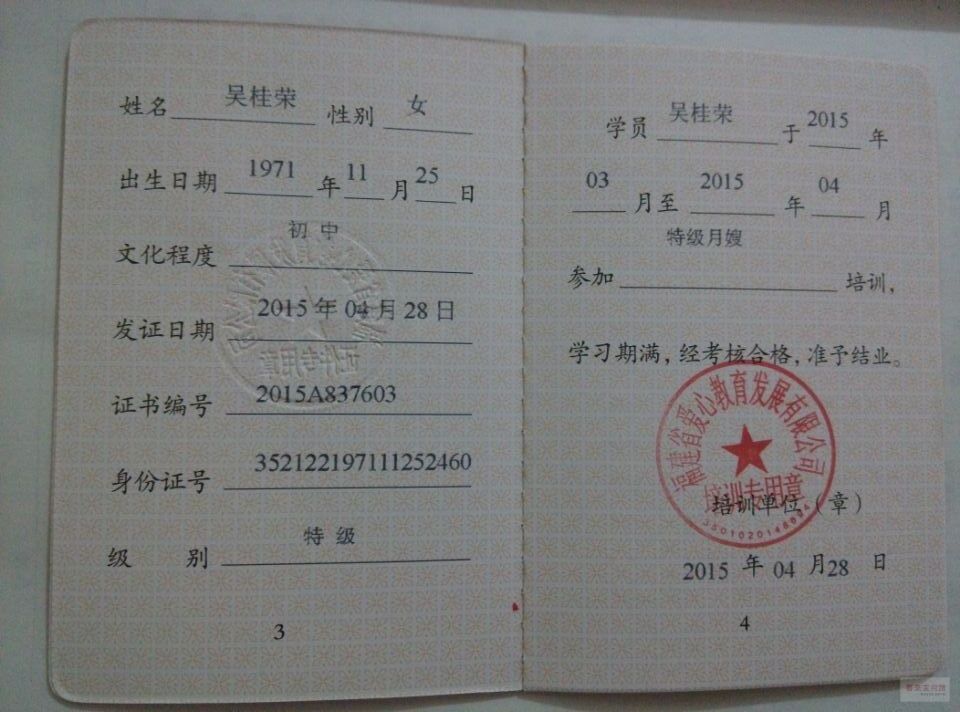 姓名 吴桂荣 性别 女
出生日期 1971 年 11 月 25 日
文化程度 初中
发证日期 2015 年 04 月 28 日
证书编号 2015A837603
身份证号 352122197111252460
级 别 特级
证件专用章
3
学员 吴桂荣 于 2015 年
03 月至 2015 年 04 月
特级月嫂
参加 培训，
学习期满，经考核合格，准予结业。
福建省爱心教育发展有限公司
培训专用章
培训单位（章）
2015 年 04 月 28 日
4